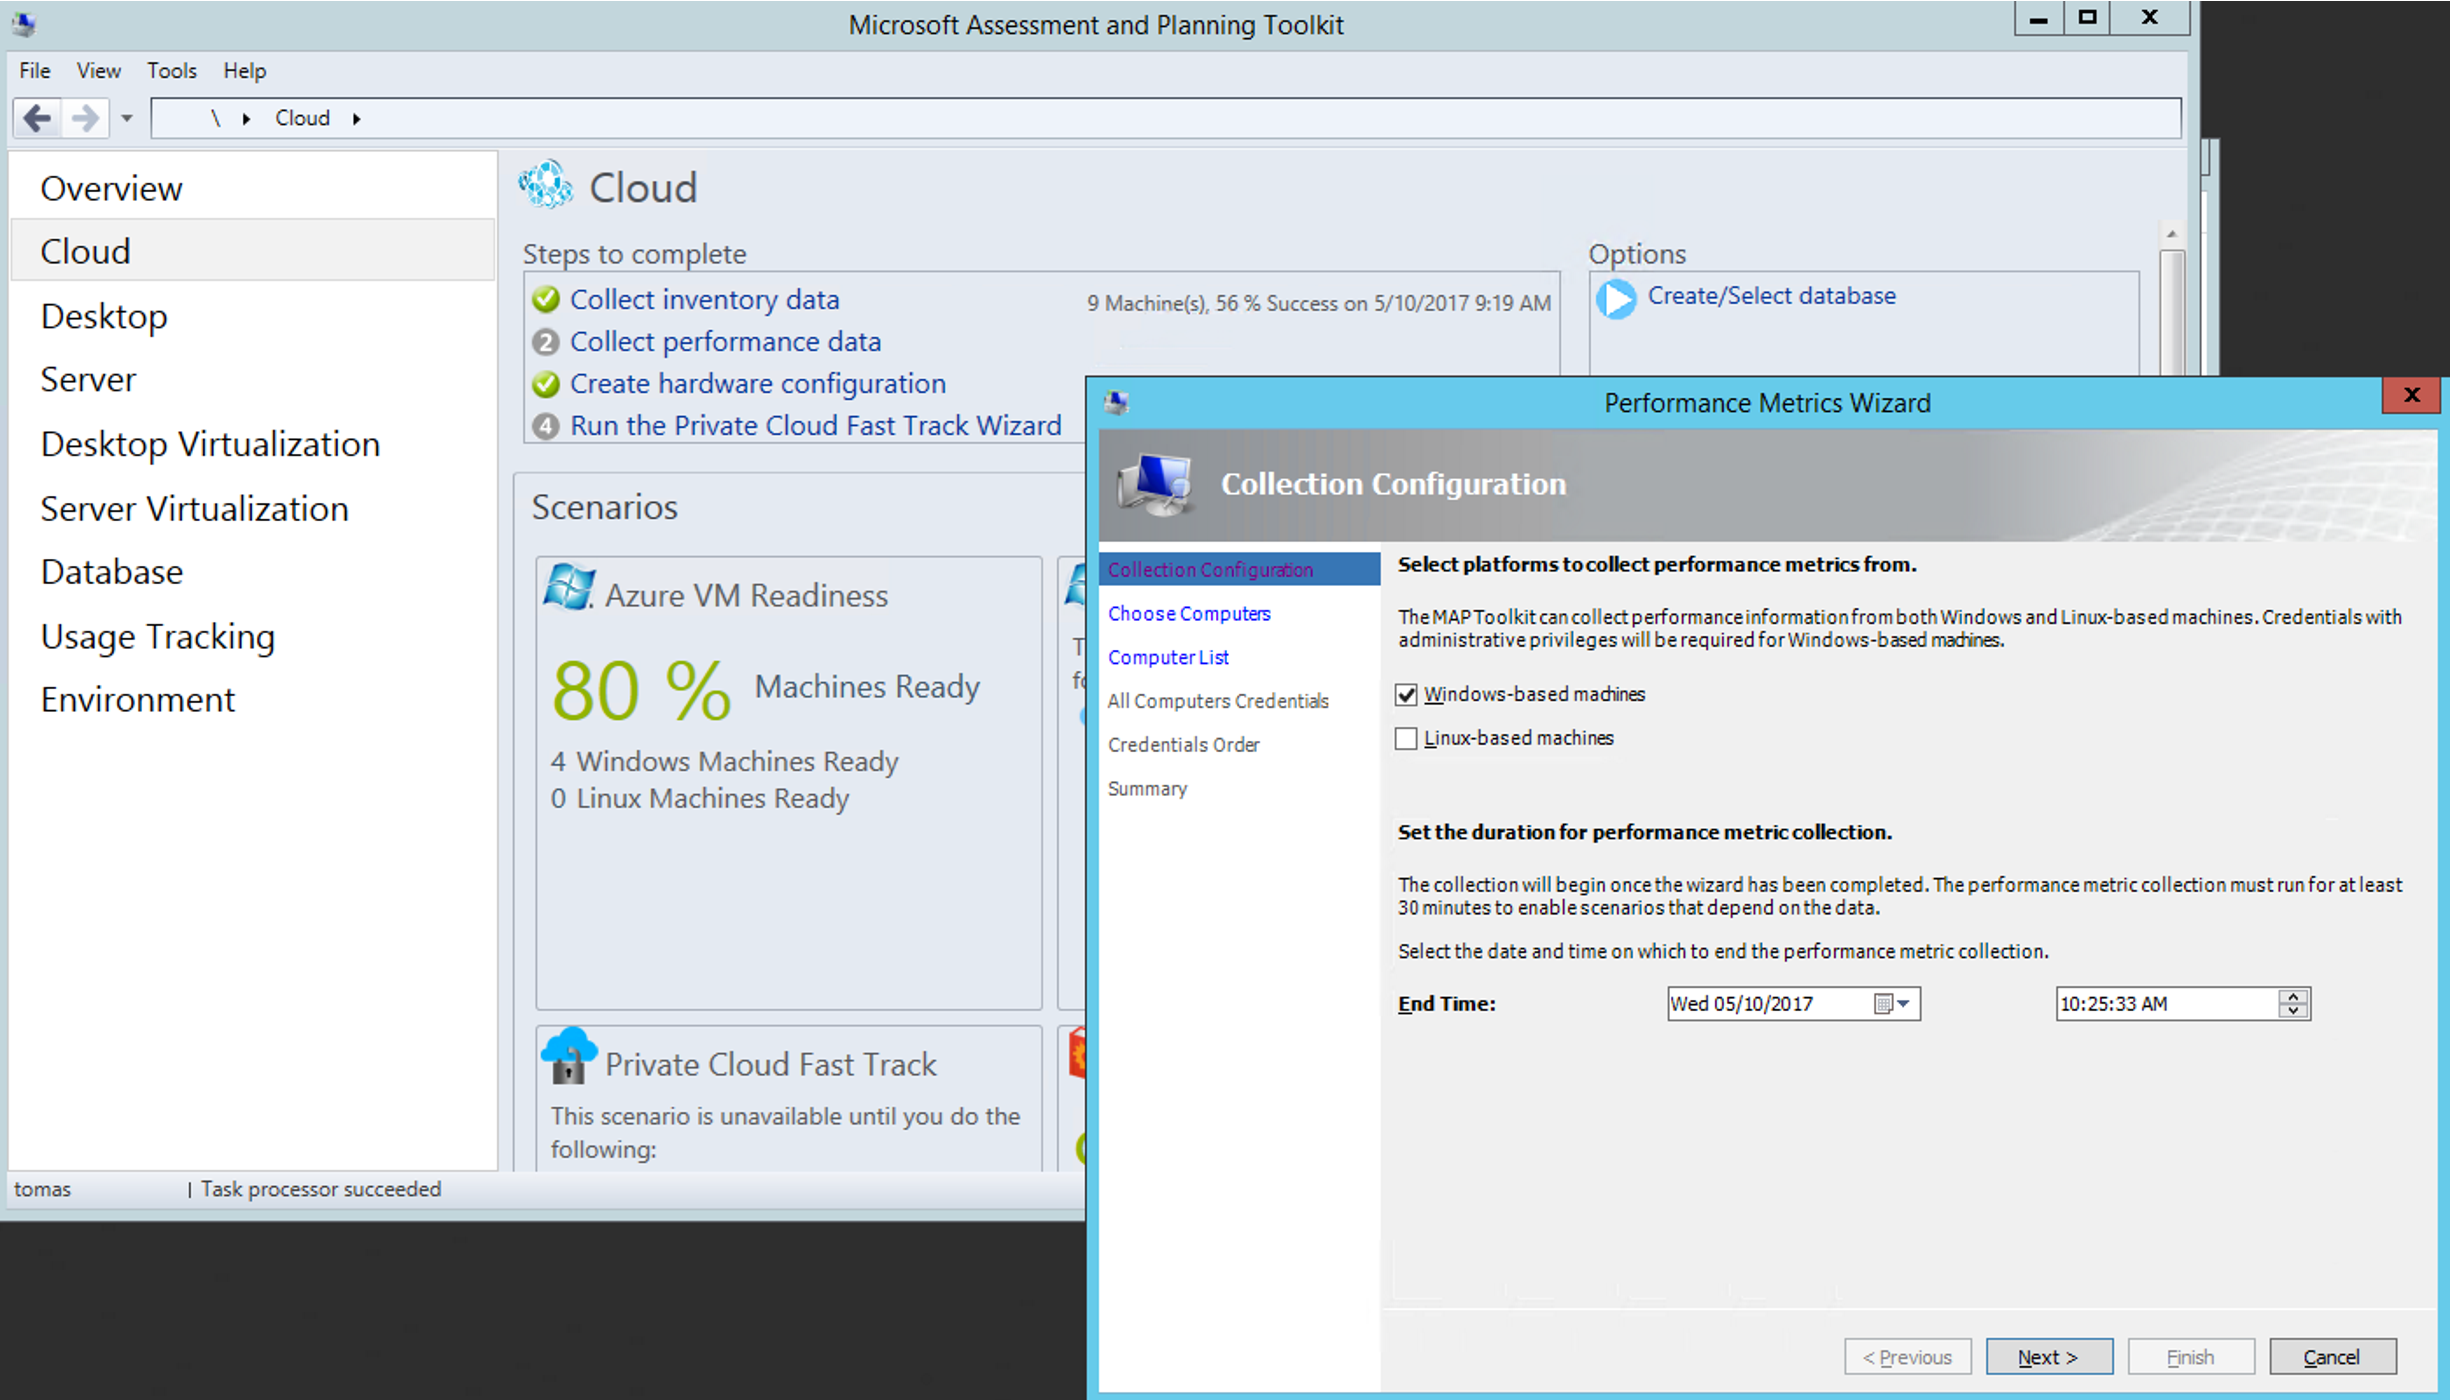 Microsoft Assessment and Planning Toolkit
File View Tools Help
\ Cloud
Overview
Cloud
Desktop
Server
Desktop Virtualization
Server Virtualization
Database
Usage Tracking
Environment
Cloud
Steps to complete
Collect inventory data 9 Machine(s), 56 % Success on 5/10/2017 9:19 AM
2 Collect performance data
Create hardware configuration
4 Run the Private Cloud Fast Track Wizard
Options
Create/Select database
Scenarios
Azure VM Readiness
80 % Machines Ready
4 Windows Machines Ready
0 Linux Machines Ready
Private Cloud Fast Track
This scenario is unavailable until you do the
following:
tomas | Task processor succeeded
Performance Metrics Wizard
Collection Configuration
Collection Configuration
Choose Computers
Computer List
All Computers Credentials
Credentials Order
Summary
Select platforms to collect performance metrics from.
The MAP Toolkit can collect performance information from both Windows and Linux-based machines. Credentials with
administrative privileges will be required for Windows-based machines.
Windows-based machines
Linux-based machines
Set the duration for performance metric collection.
The collection will begin once the wizard has been completed. The performance metric collection must run for at least
30 minutes to enable scenarios that depend on the data.
Select the date and time on which to end the performance metric collection.
End Time: Wed 05/10/2017 10:25:33 AM
< Previous Next > Finish Cancel